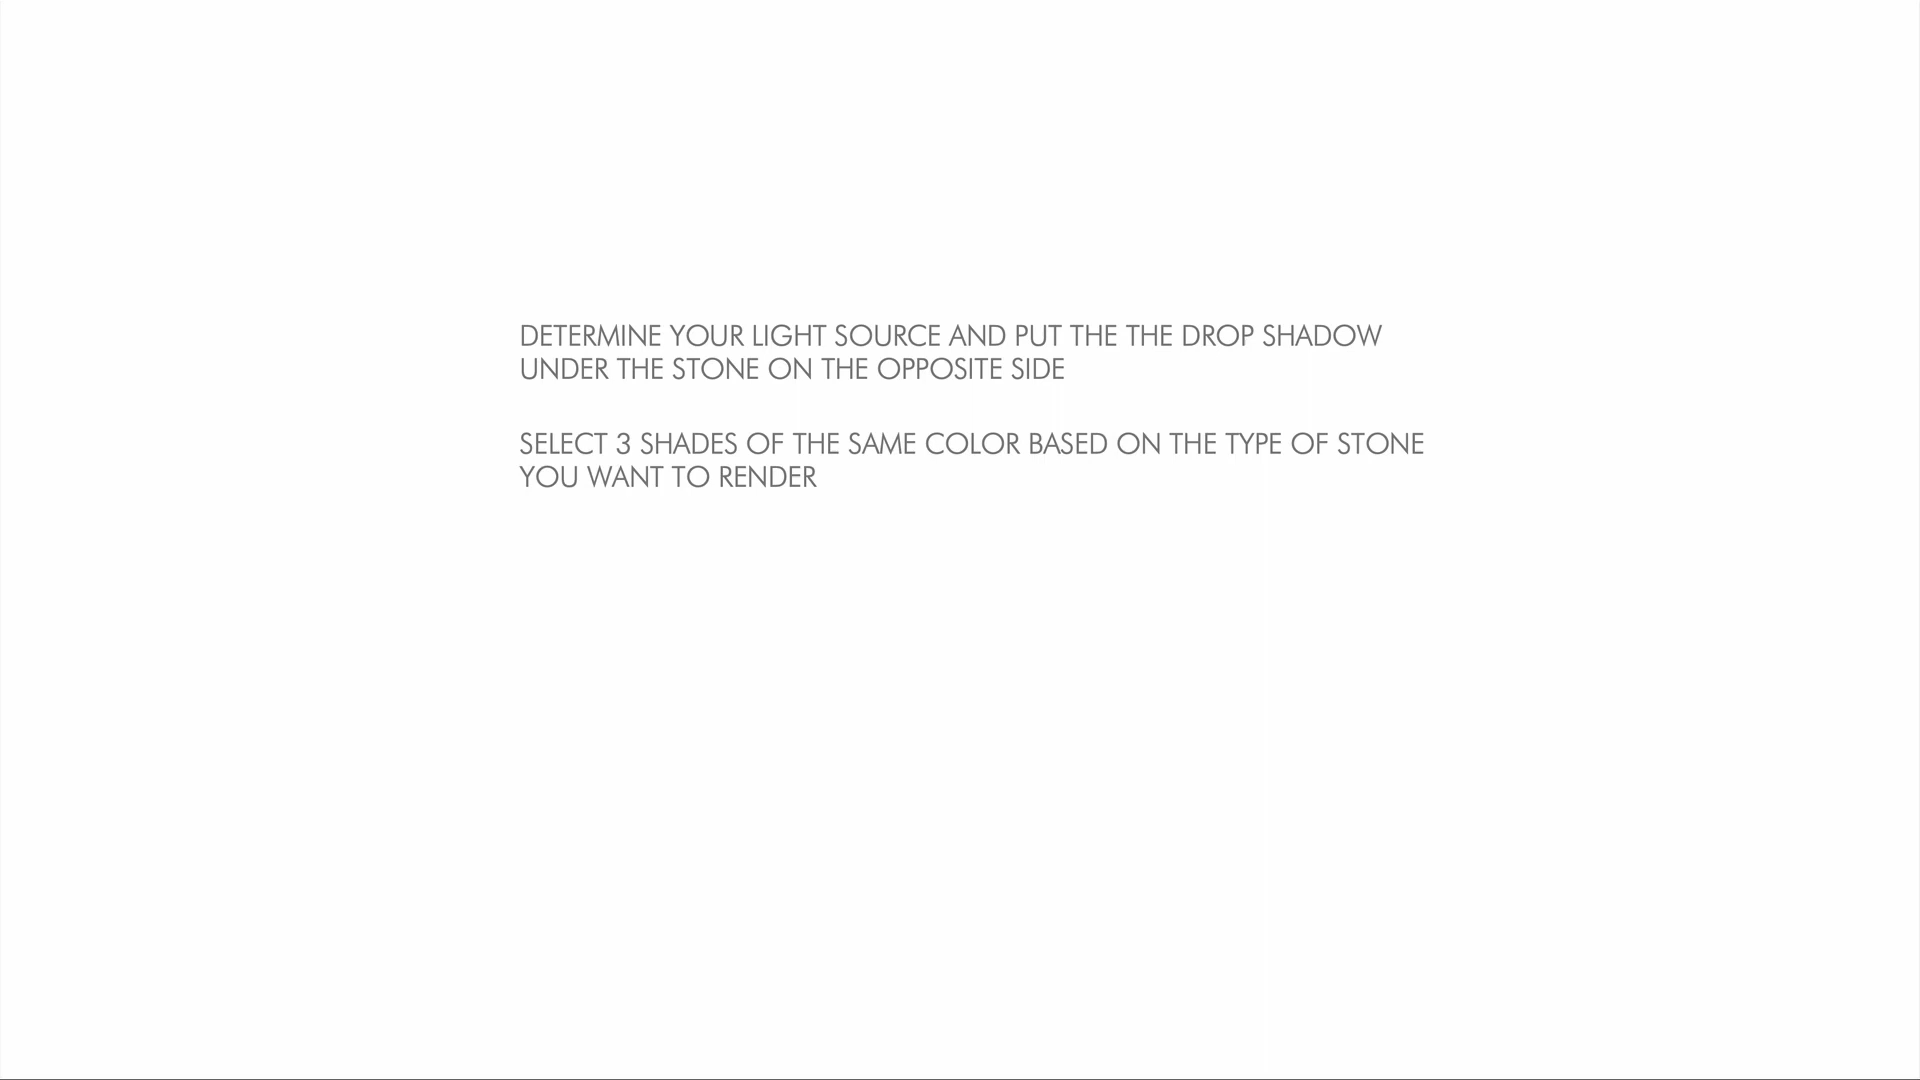 DETERMINE YOUR LIGHT SOURCE AND PUT THE THE DROP SHADOW
UNDER THE STONE ON THE OPPOSITE SIDE
SELECT 3 SHADES OF THE SAME COLOR BASED ON THE TYPE OF STONE
YOU WANT TO RENDER